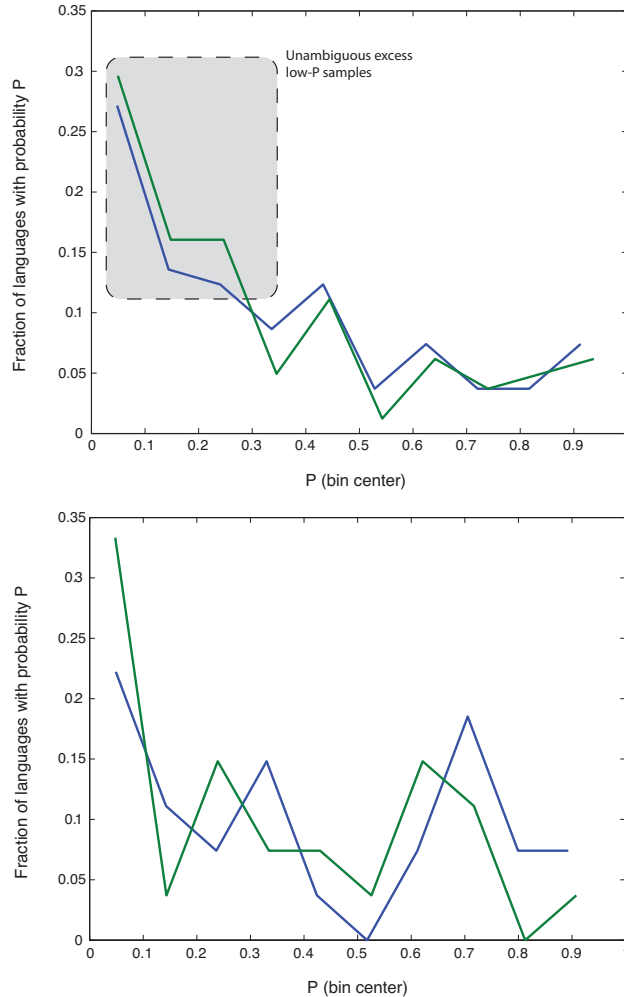 0.35
Unambiguous excess
low-P samples
0.3
0.25
0.2
0.15
0.1
0.05
0
Fraction of languages with probability P
0 0.1 0.2 0.3 0.4 0.5 0.6 0.7 0.8 0.9
P (bin center)
0.35
0.3
0.25
0.2
0.15
0.1
0.05
0
Fraction of languages with probability P
0 0.1 0.2 0.3 0.4 0.5 0.6 0.7 0.8 0.9
P (bin center)